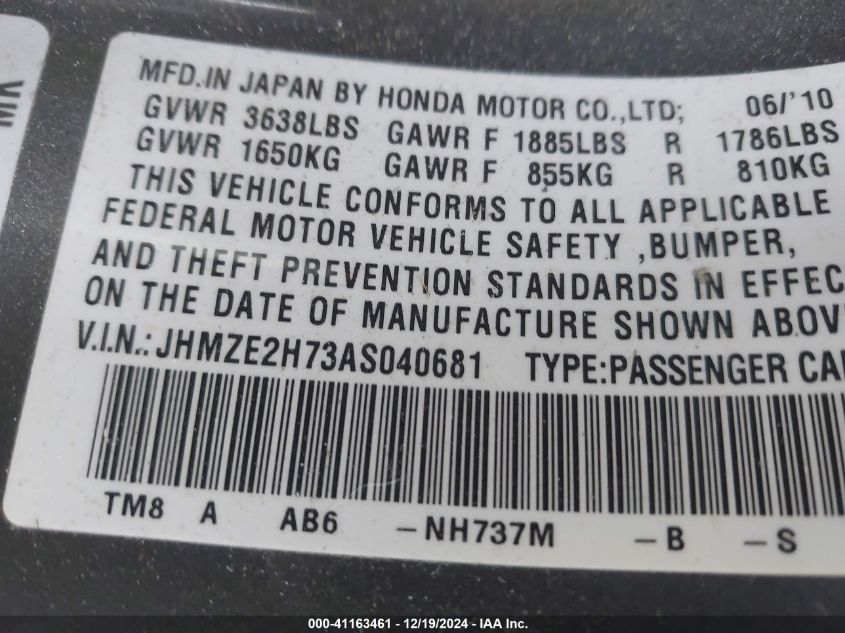 MFD.IN JAPAN BY HONDA MOTOR CO.,LTD; 06/'10
GVWR 3638LBS GAWR F 1885LBS R 1786LBS
GVWR 1650KG GAWR F 855KG R 810KG
THIS VEHICLE CONFORMS TO ALL APPLICABLE
FEDERAL MOTOR VEHICLE SAFETY ,BUMPER,
AND THEFT PREVENTION STANDARDS IN EFFEC
ON THE DATE OF MANUFACTURE SHOWN ABOV
V.I.N.: JHMZE2H73AS040681 TYPE:PASSENGER CA
TM8 A AB6 -NH737M -B -S
000-41163461 - 12/19/2024 - IAA Inc.